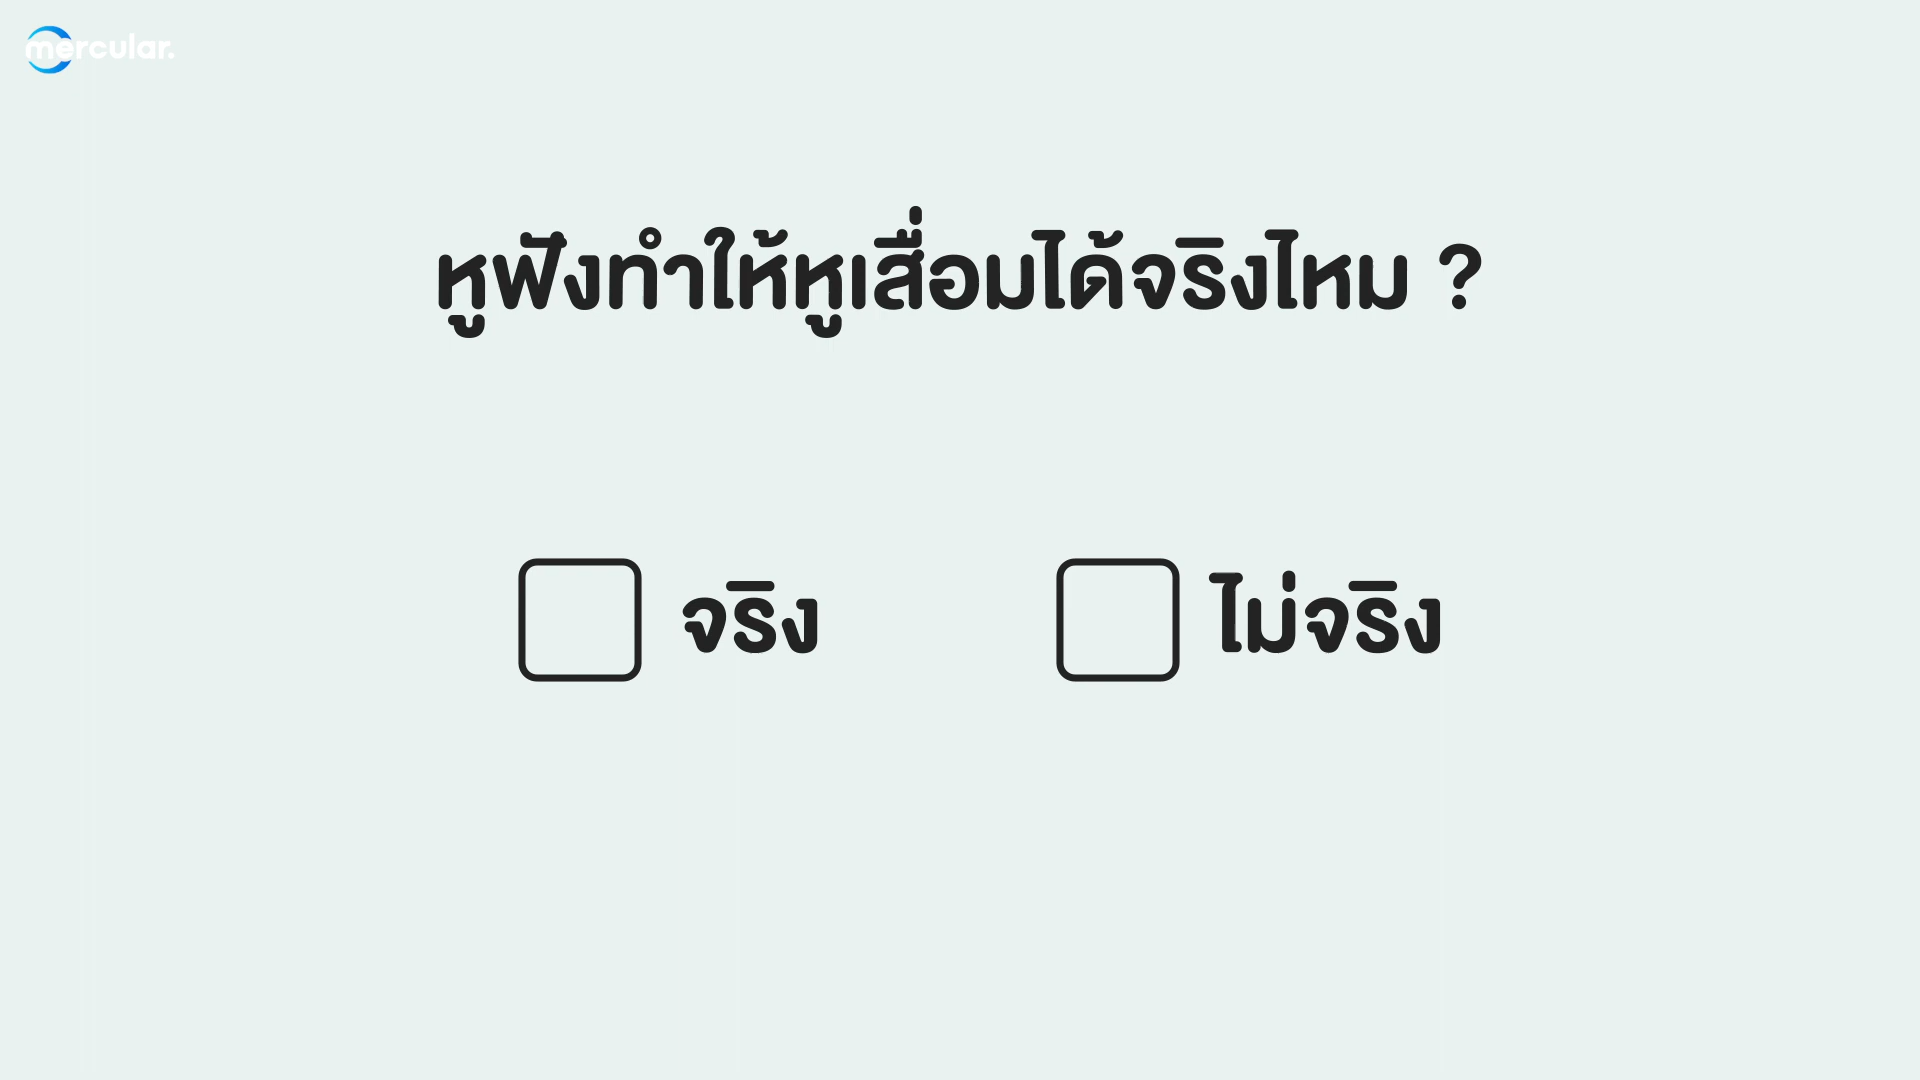 mercular.
หูฟังทำให้หูเสื่อมได้จริงไหม ?
จริง
ไม่จริง